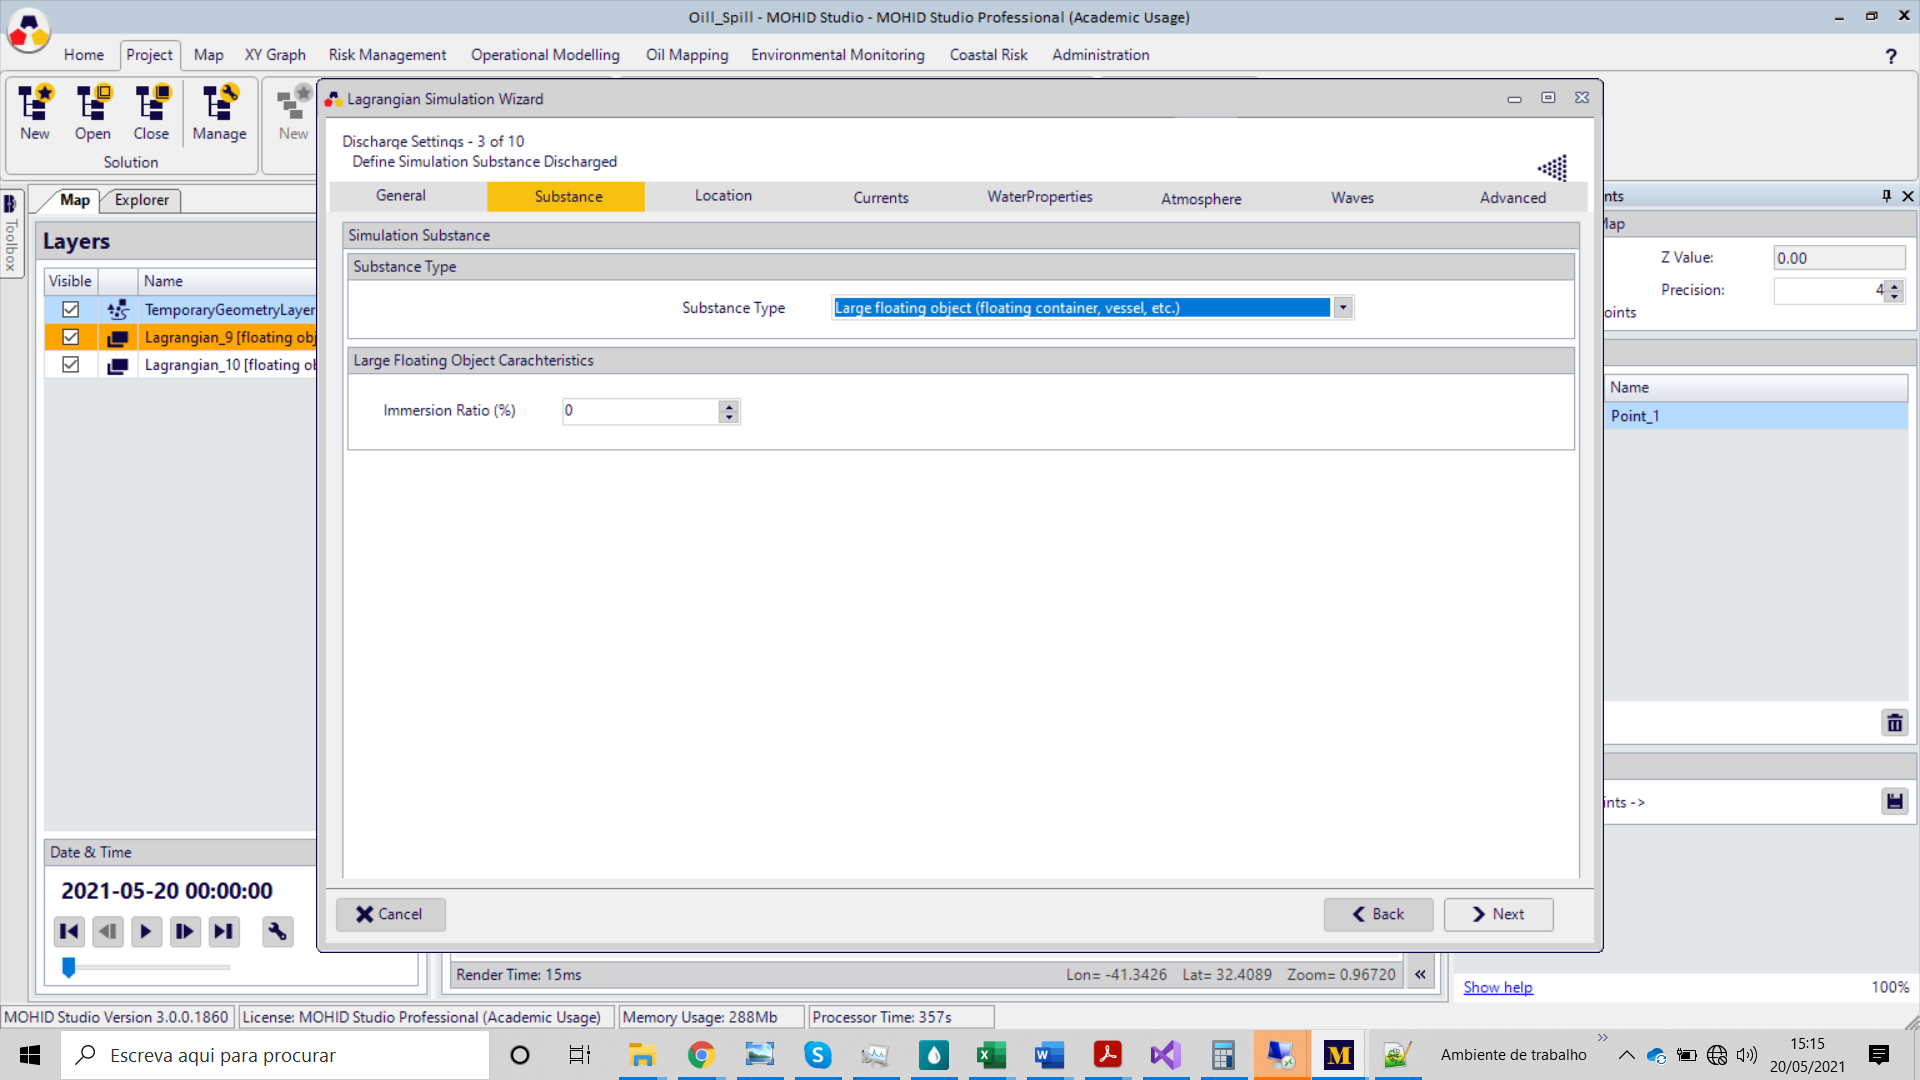 Oill_Spill - MOHID Studio - MOHID Studio Professional (Academic Usage)
Home Project Map XY Graph Risk Management Operational Modelling Oil Mapping Environmental Monitoring Coastal Risk Administration ?
New Open Close Manage New
Solution
Lagrangian Simulation Wizard
Discharge Settings - 3 of 10
Define Simulation Substance Discharged
General Substance Location Currents WaterProperties Atmosphere Waves Advanced
Simulation Substance
Substance Type
Substance Type Large floating object (floating container, vessel, etc.)
Large Floating Object Carachteristics
Immersion Ratio (%) 0
Cancel Back Next
Toolbox
Map Explorer
Layers
Visible Name
TemporaryGeometryLayer
Lagrangian_9 [floating obj
Lagrangian_10 [floating ob
Date & Time
2021-05-20 00:00:00
nts
Map
Z Value: 0.00
Precision: 4
oints
Name
Point_1
ints ->
Render Time: 15ms Lon= -41.3426 Lat= 32.4089 Zoom= 0.96720 «
Show help 100%
MOHID Studio Version 3.0.0.1860 License: MOHID Studio Professional (Academic Usage) Memory Usage: 288Mb Processor Time: 357s
Escreva aqui para procurar
Ambiente de trabalho »
15:15
20/05/2021